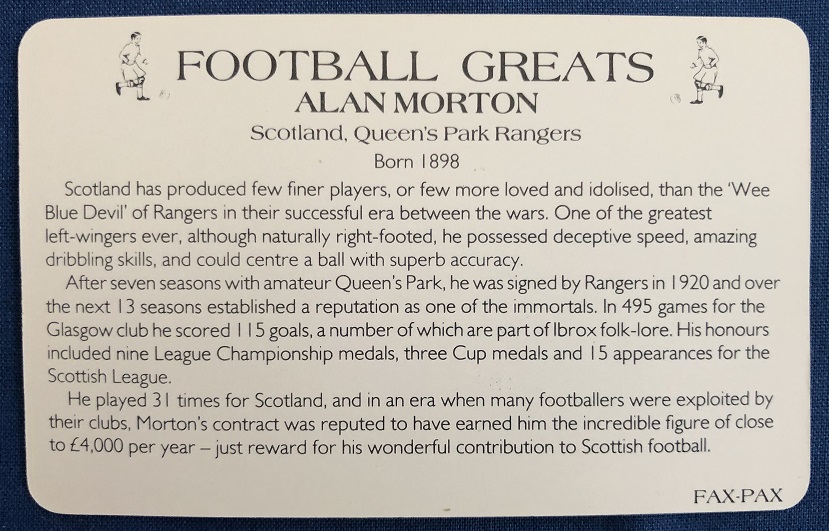 FOOTBALL GREATS
ALAN MORTON
Scotland, Queen's Park Rangers
Born 1898
Scotland has produced few finer players, or few more loved and idolised, than the 'Wee
Blue Devil' of Rangers in their successful era between the wars. One of the greatest
left-wingers ever, although naturally right-footed, he possessed deceptive speed, amazing
dribbling skills, and could centre a ball with superb accuracy.
After seven seasons with amateur Queen's Park, he was signed by Rangers in 1920 and over
the next 13 seasons established a reputation as one of the immortals. In 495 games for the
Glasgow club he scored 115 goals, a number of which are part of Ibrox folk-lore. His honours
included nine League Championship medals, three Cup medals and 15 appearances for the
Scottish League.
He played 31 times for Scotland, and in an era when many footballers were exploited by
their clubs, Morton's contract was reputed to have earned him the incredible figure of close
to £4,000 per year – just reward for his wonderful contribution to Scottish football.
FAX-PAX